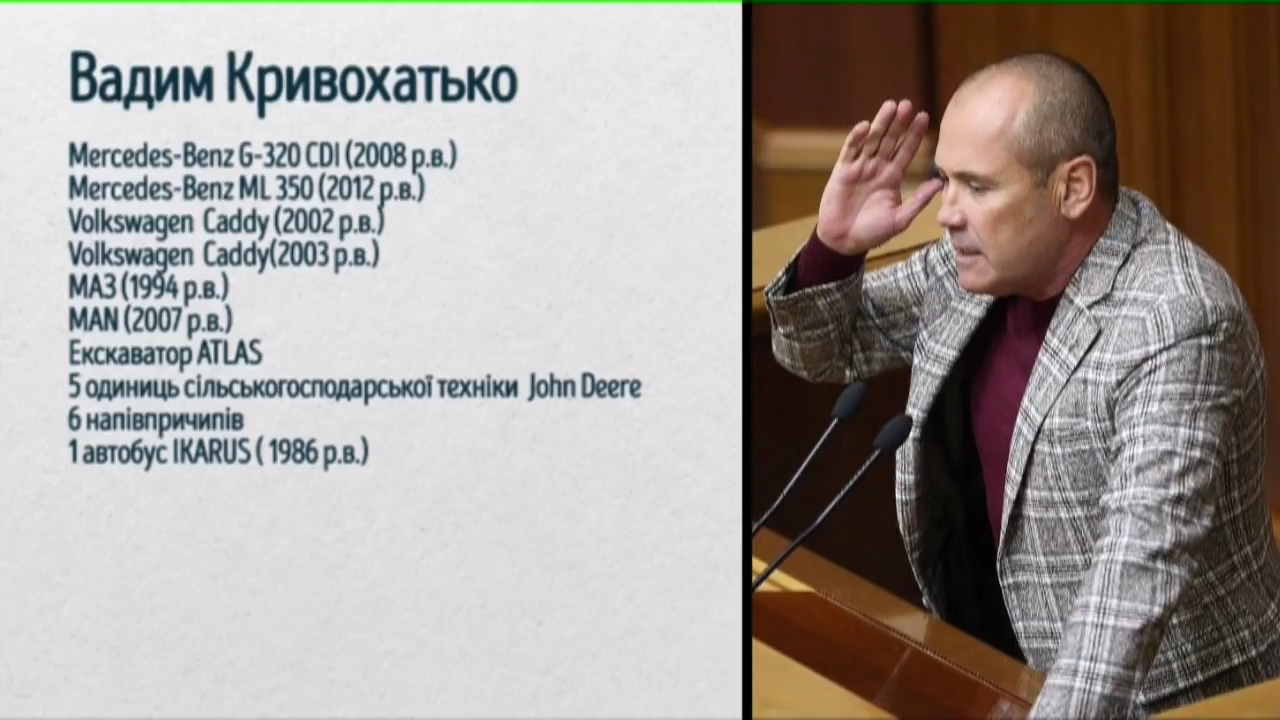 Вадим Кривохатько
Mercedes-Benz G-320 CDI (2008 р.в.)
Mercedes-Benz ML 350 (2012 р.в.)
Volkswagen Caddy (2002 р.в.)
Volkswagen Caddy(2003 р.в.)
МАЗ (1994 р.в.)
MAN (2007 р.в.)
Екскаватор ATLAS
5 одиниць сільськогосподарської техніки John Deere
6 напівпричипів
1 автобус IKARUS ( 1986 р.в.)